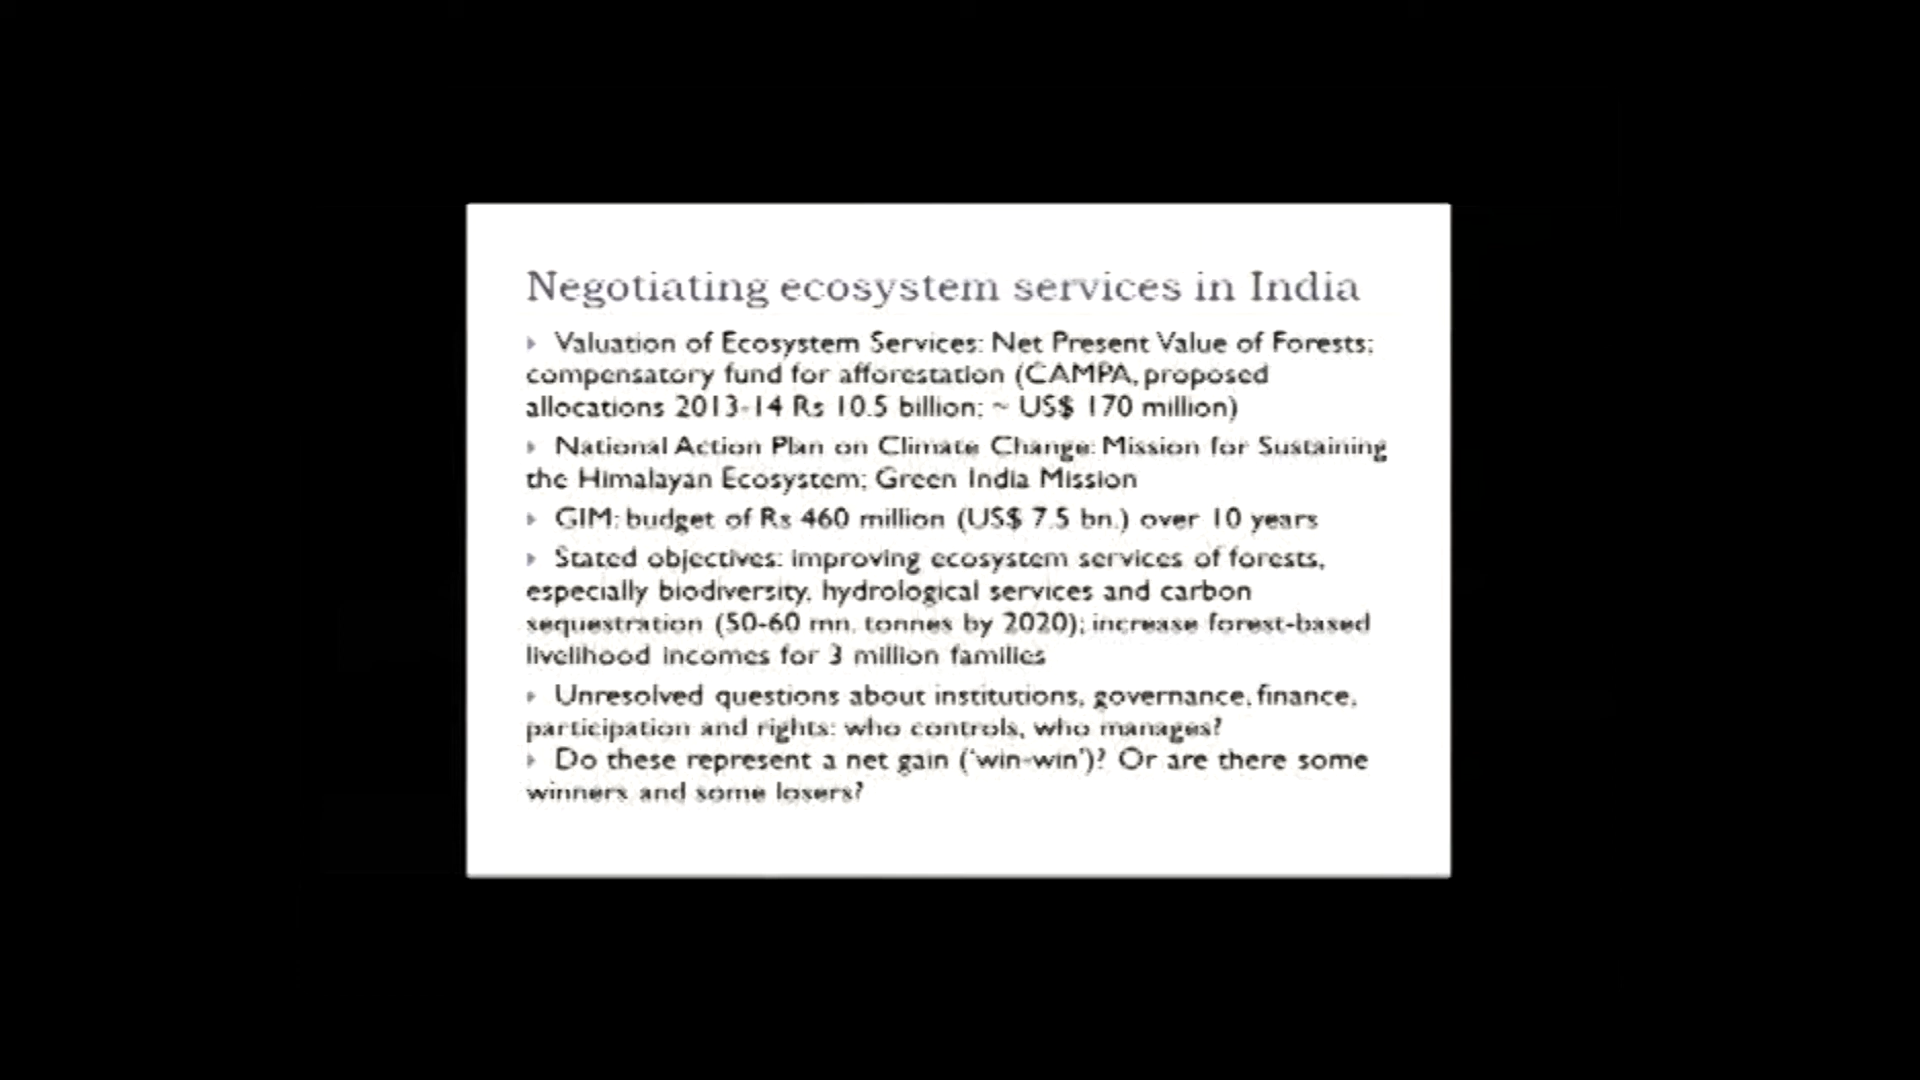 Negotiating ecosystem services in India
Valuation of Ecosystem Services: Net Present Value of Forests;
compensatory fund for afforestation (CAMPA, proposed
allocations 2013-14 Rs 10.5 billion; ~ US$ 170 million)
National Action Plan on Climate Change: Mission for Sustaining
the Himalayan Ecosystem; Green India Mission
GIM: budget of Rs 460 million (US$ 7.5 bn.) over 10 years
Stated objectives: improving ecosystem services of forests,
especially biodiversity, hydrological services and carbon
sequestration (50-60 mn. tonnes by 2020); increase forest-based
livelihood incomes for 3 million families
Unresolved questions about institutions, governance, finance,
participation and rights: who controls, who manages?
Do these represent a net gain ('win-win')? Or are there some
winners and some losers?